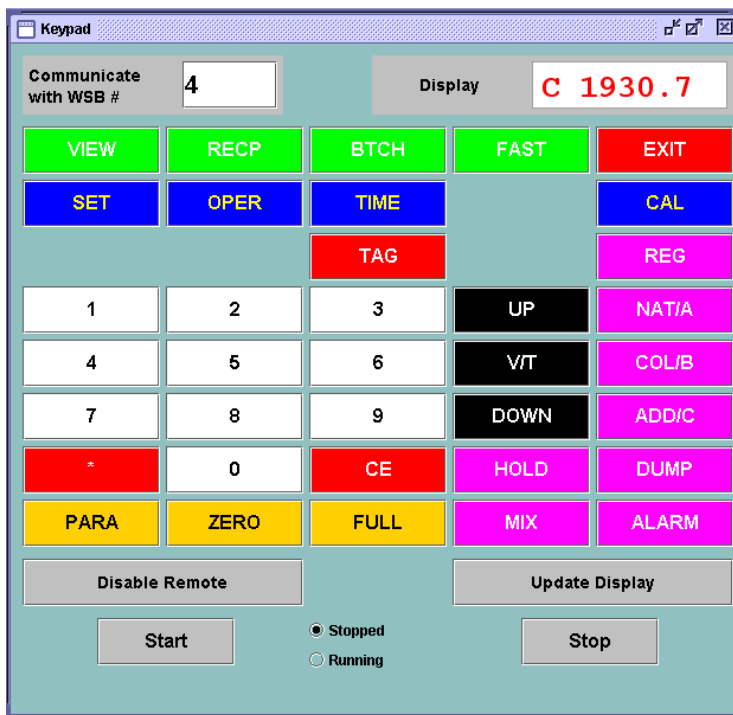 Keypad
Communicate
with WSB #
4
Display
C 1930.7
VIEW RECP BTCH FAST EXIT
SET OPER TIME CAL
TAG REG
1 2 3 UP NAT/A
4 5 6 V/T COL/B
7 8 9 DOWN ADD/C
* 0 CE HOLD DUMP
PARA ZERO FULL MIX ALARM
Disable Remote Update Display
Start
Stopped
Running
Stop